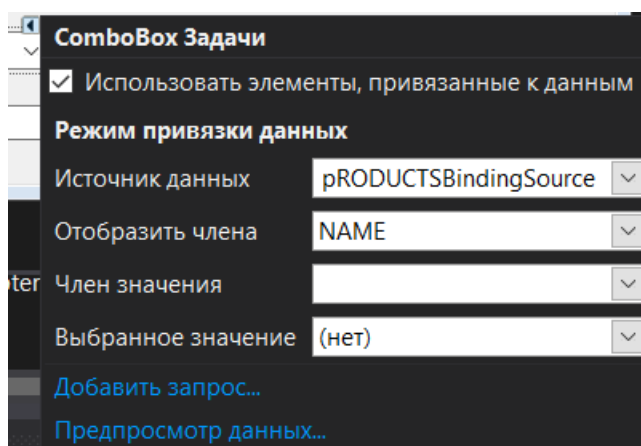 ComboBox Задачи
Использовать элементы, привязанные к данным
Режим привязки данных
Источник данных pRODUCTSBindingSource
Отобразить члена NAME
Член значения
Выбранное значение (нет)
Добавить запрос...
Предпросмотр данных...